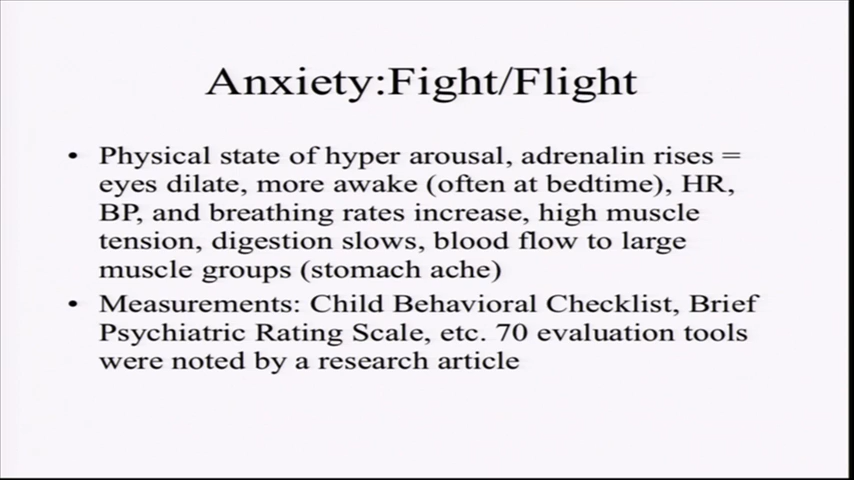 Anxiety:Fight/Flight
• Physical state of hyper arousal, adrenalin rises =
eyes dilate, more awake (often at bedtime), HR,
BP, and breathing rates increase, high muscle
tension, digestion slows, blood flow to large
muscle groups (stomach ache)
• Measurements: Child Behavioral Checklist, Brief
Psychiatric Rating Scale, etc. 70 evaluation tools
were noted by a research article